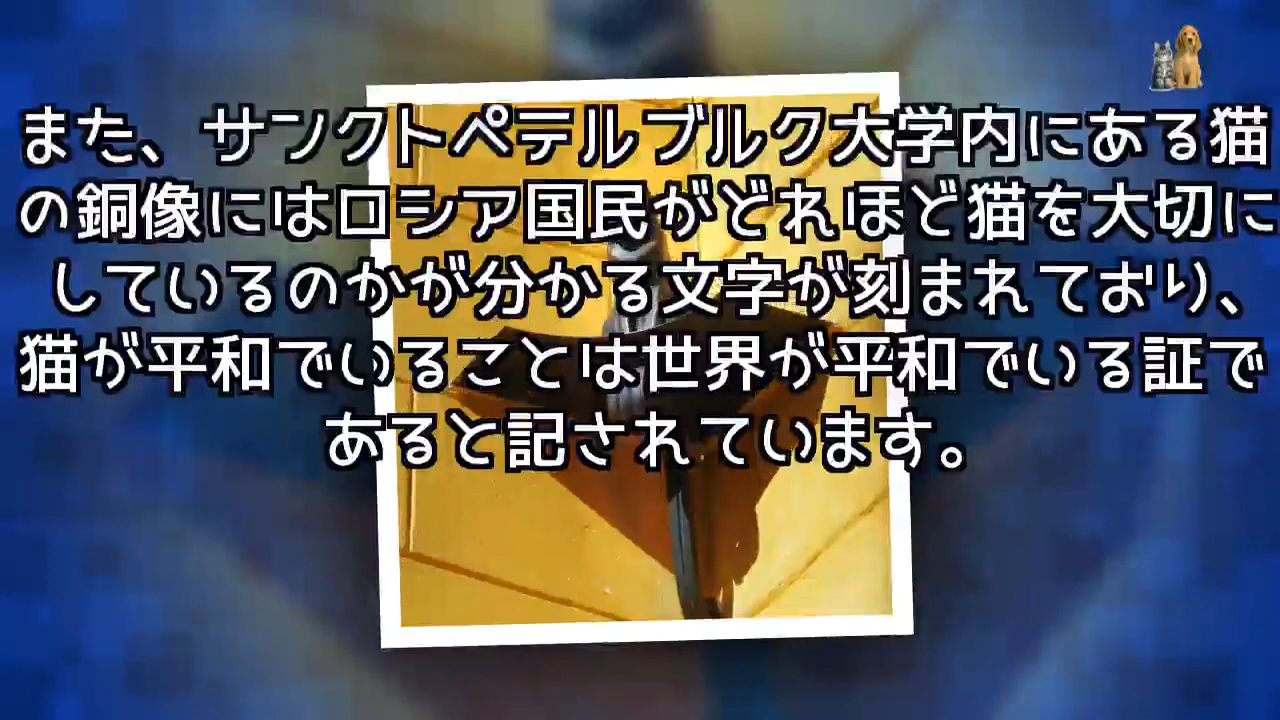 また、サンクトペテルブルク大学内にある猫
の銅像にはロシア国民がどれほど猫を大切に
しているのかが分かる文字が刻まれており、
猫が平和でいることは世界が平和でいる証で
あると記されています。